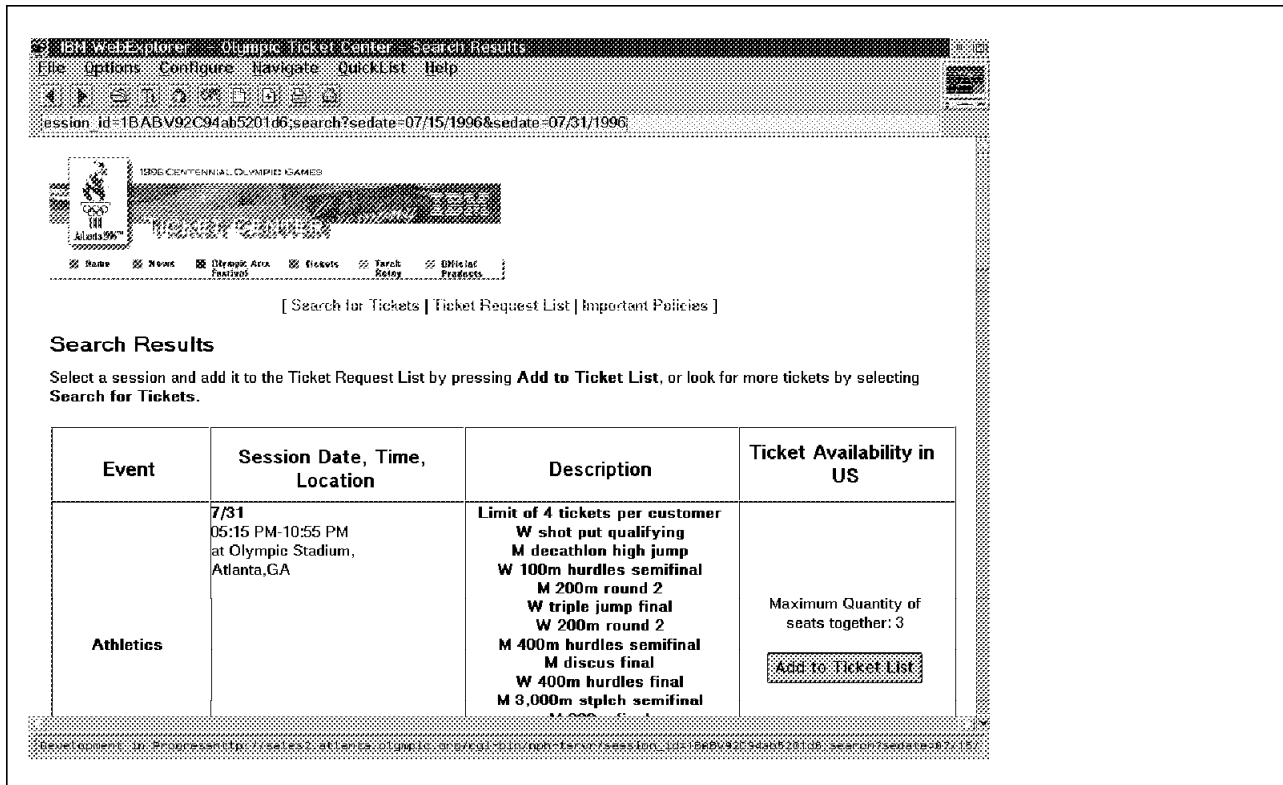 IBM WebExplorer - Olympic Ticket Center - Search Results
File Options Configure Navigate QuickList Help
ession_id=1BABV92C94ab5201d6;search?sedate=07/15/1996&sedate=07/31/1996
1996 CENTENNIAL OLYMPIC GAMES
IBM
Atlanta 1996™
TICKET CENTER
Home News Olympic Arts Festival Tickets Torch Relay Official Products
[ Search for Tickets | Ticket Request List | Important Policies ]
Search Results
Select a session and add it to the Ticket Request List by pressing Add to Ticket List, or look for more tickets by selecting
Search for Tickets.
Event
Session Date, Time,
Location
Description
Ticket Availability in
US
Athletics
7/31
05:15 PM-10:55 PM
at Olympic Stadium,
Atlanta,GA
Limit of 4 tickets per customer
W shot put qualifying
M decathlon high jump
W 100m hurdles semifinal
M 200m round 2
W triple jump final
W 200m round 2
M 400m hurdles semifinal
M discus final
W 400m hurdles final
M 3,000m stplch semifinal
Maximum Quantity of
seats together: 3
Add to Ticket List